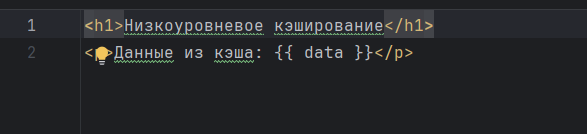 1 <h1>Низкоуровневое кэширование</h1>
2 <p>Данные из кэша: {{ data }}</p>